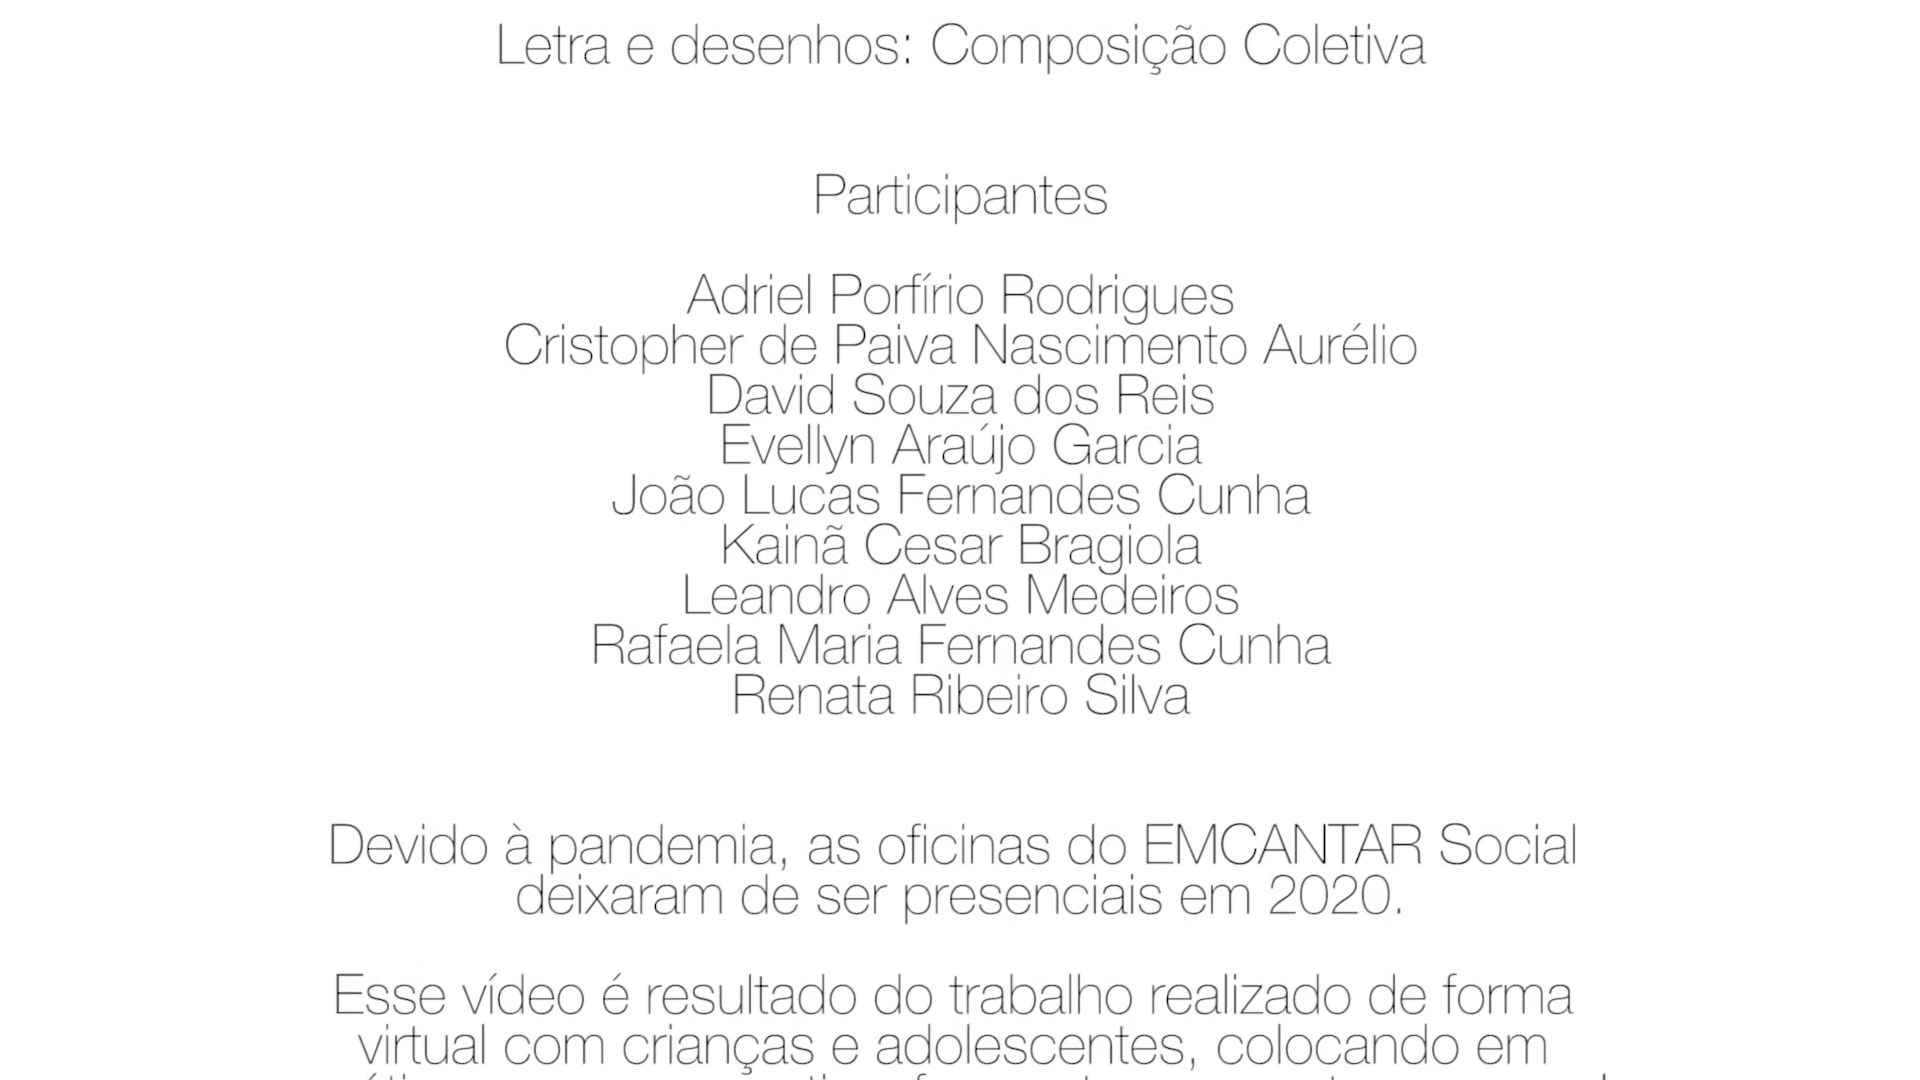 Letra e desenhos: Composição Coletiva
Participantes
Adriel Porfírio Rodrigues
Cristopher de Paiva Nascimento Aurélio
David Souza dos Reis
Evellyn Araújo Garcia
João Lucas Fernandes Cunha
Kainã Cesar Bragiola
Leandro Alves Medeiros
Rafaela Maria Fernandes Cunha
Renata Ribeiro Silva
Devido à pandemia, as oficinas do EMCANTAR Social
deixaram de ser presenciais em 2020.
Esse vídeo é resultado do trabalho realizado de forma
virtual com crianças e adolescentes, colocando em